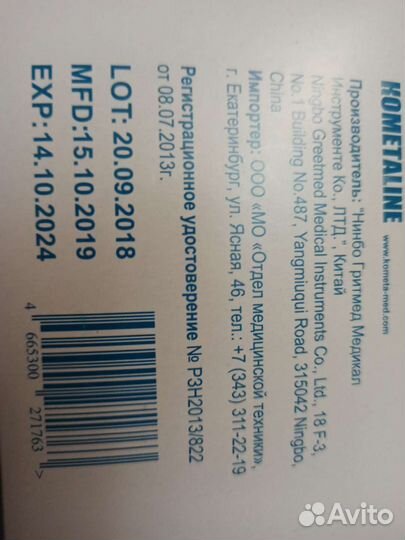 KOMETALINE
www.kometa-med.com
Производитель: "Нинбо Гритмед Медикал
Инструменте Ко., ЛТД.", Китай
Ningbo Greetmed Medical Instruments Co., Ltd., 18 F-3,
No.1 Building No.487, Yangmiuqui Road, 315042 Ningbo,
China
Импортер: ООО «МО «Отдел медицинской техники»,
г. Екатеринбург, ул. Ясная, 46, тел.: +7 (343) 311-22-19
Регистрационное удостоверение № РЗН2013/822
от 08.07.2013г.
LOT: 20.09.2018
MFD:15.10.2019
EXP:14.10.2024
4 665300 271763
Avito